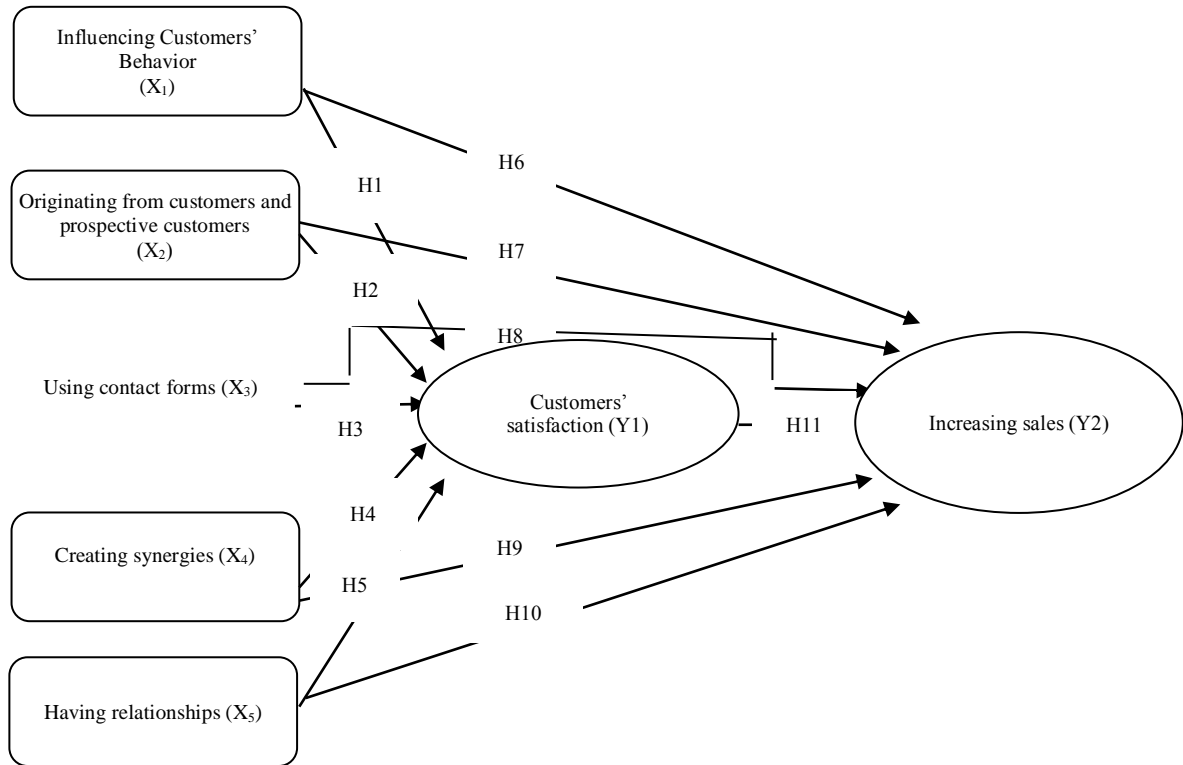 Influencing Customers’
Behavior
(X₁)
H6
H1
Originating from customers and
prospective customers
(X₂)
H7
H2
H8
Using contact forms (X₃)
H3
Customers’
satisfaction (Y1)
H11
Increasing sales (Y2)
H4
Creating synergies (X₄)
H9
H5
H10
Having relationships (X₅)